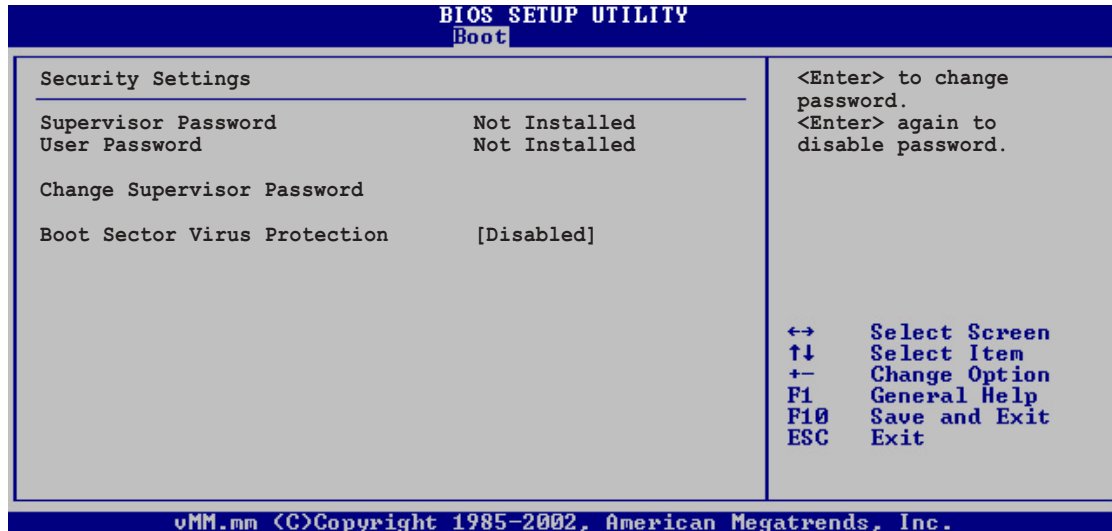 BIOS SETUP UTILITY
Boot
Security Settings
Supervisor Password Not Installed
User Password Not Installed
Change Supervisor Password
Boot Sector Virus Protection [Disabled]
<Enter> to change
password.
<Enter> again to
disable password.
←→ Select Screen
↑↓ Select Item
+- Change Option
F1 General Help
F10 Save and Exit
ESC Exit
vMM.mm (C)Copyright 1985-2002, American Megatrends, Inc.